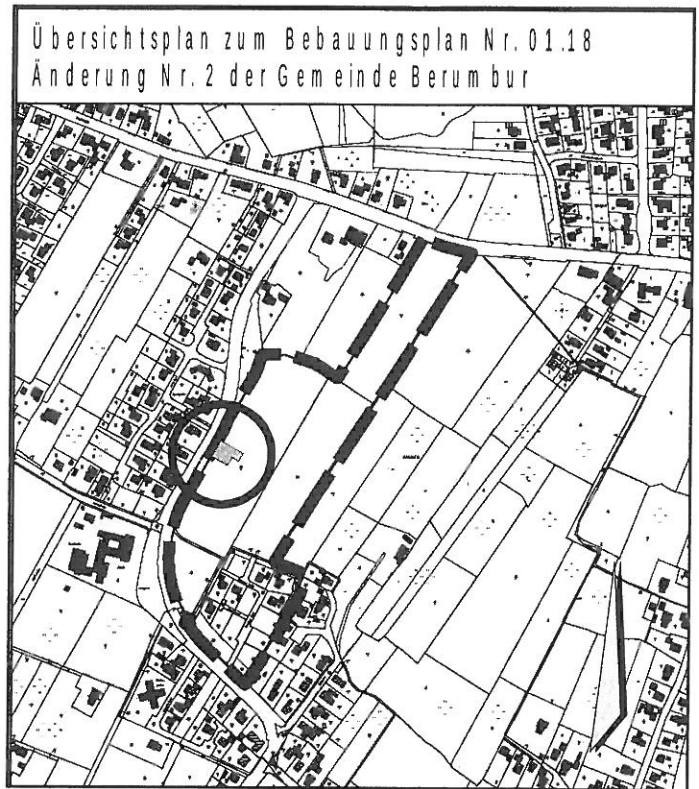 Übersichtsplan zum Bebauungsplan Nr. 01.18
Änderung Nr. 2 der Gemeinde Berumbur